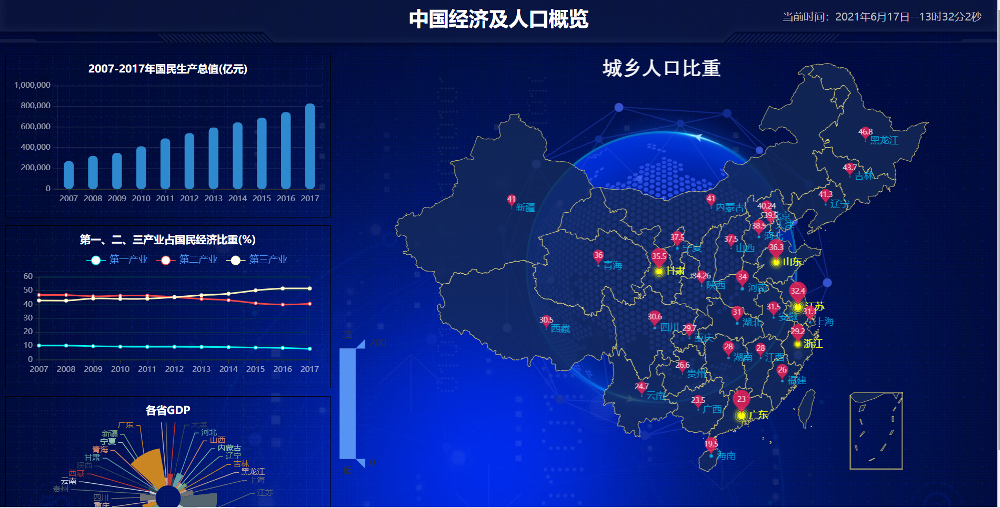 中国经济及人口概览
当前时间：2021年6月17日--13时32分2秒
2007-2017年国民生产总值(亿元)
1,000,000
800,000
600,000
400,000
200,000
0
2007 2008 2009 2010 2011 2012 2013 2014 2015 2016 2017
第一、二、三产业占国民经济比重(%)
第一产业 第二产业 第三产业
60
50
40
30
20
10
0
2007 2008 2009 2010 2011 2012 2013 2014 2015 2016 2017
各省GDP
广东
新疆
宁夏
青海
甘肃
陕西
西藏
云南
贵州
四川
重庆
天津
河北
山西
内蒙古
辽宁
吉林
黑龙江
上海
江苏
城乡人口比重
46.8
黑龙江
43.7
吉林
41.3
辽宁
41
新疆
41
内蒙古
40.24
北京
39.5
天津
38.5
河北
37.5
宁夏
37.5
山西
36.3
山东
36
青海
35.5
甘肃
34.26
陕西
34
河南
32.4
江苏
31.5
安徽
31.1
上海
31
湖北
30.6
四川
30.5
西藏
29.7
重庆
29.2
浙江
28
湖南
28
江西
26.6
贵州
26
福建
24.7
云南
23.5
广西
23
广东
19.5
海南
高
200
0
低